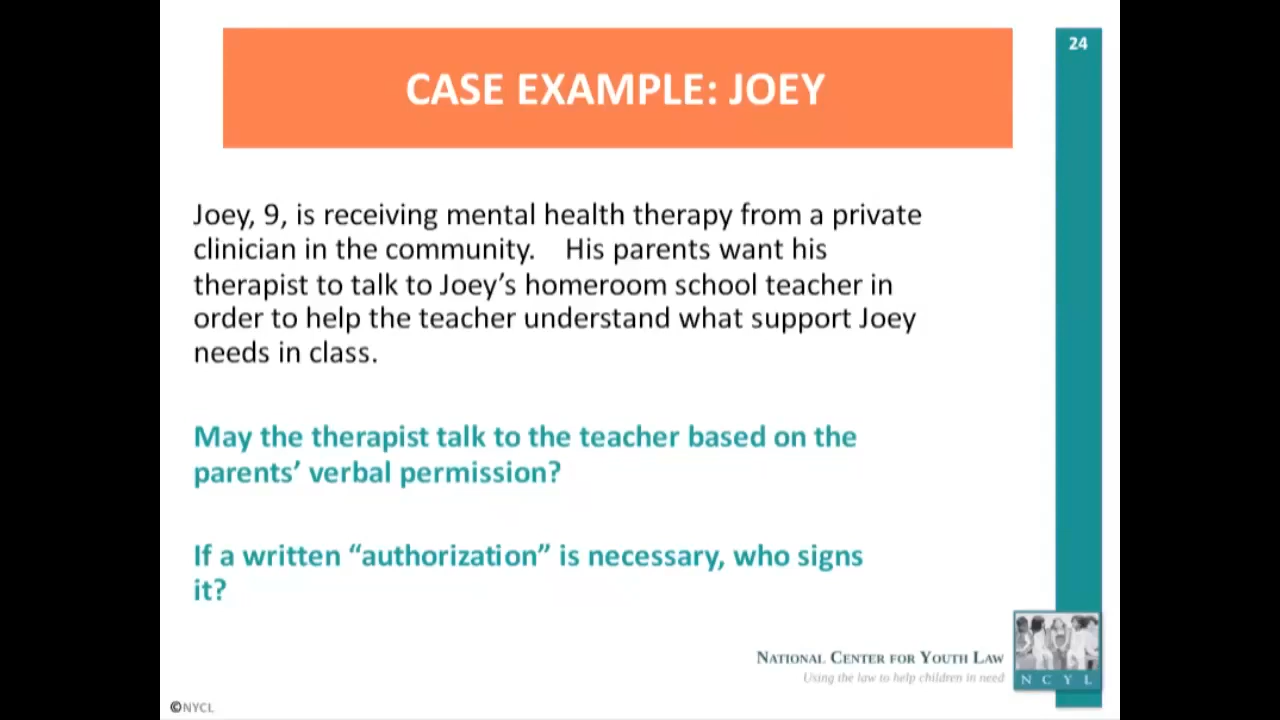 24
CASE EXAMPLE: JOEY
Joey, 9, is receiving mental health therapy from a private
clinician in the community. His parents want his
therapist to talk to Joey’s homeroom school teacher in
order to help the teacher understand what support Joey
needs in class.
May the therapist talk to the teacher based on the
parents’ verbal permission?
If a written “authorization” is necessary, who signs
it?
NATIONAL CENTER FOR YOUTH LAW
Using the law to help children in need
N C Y L
©NYCL